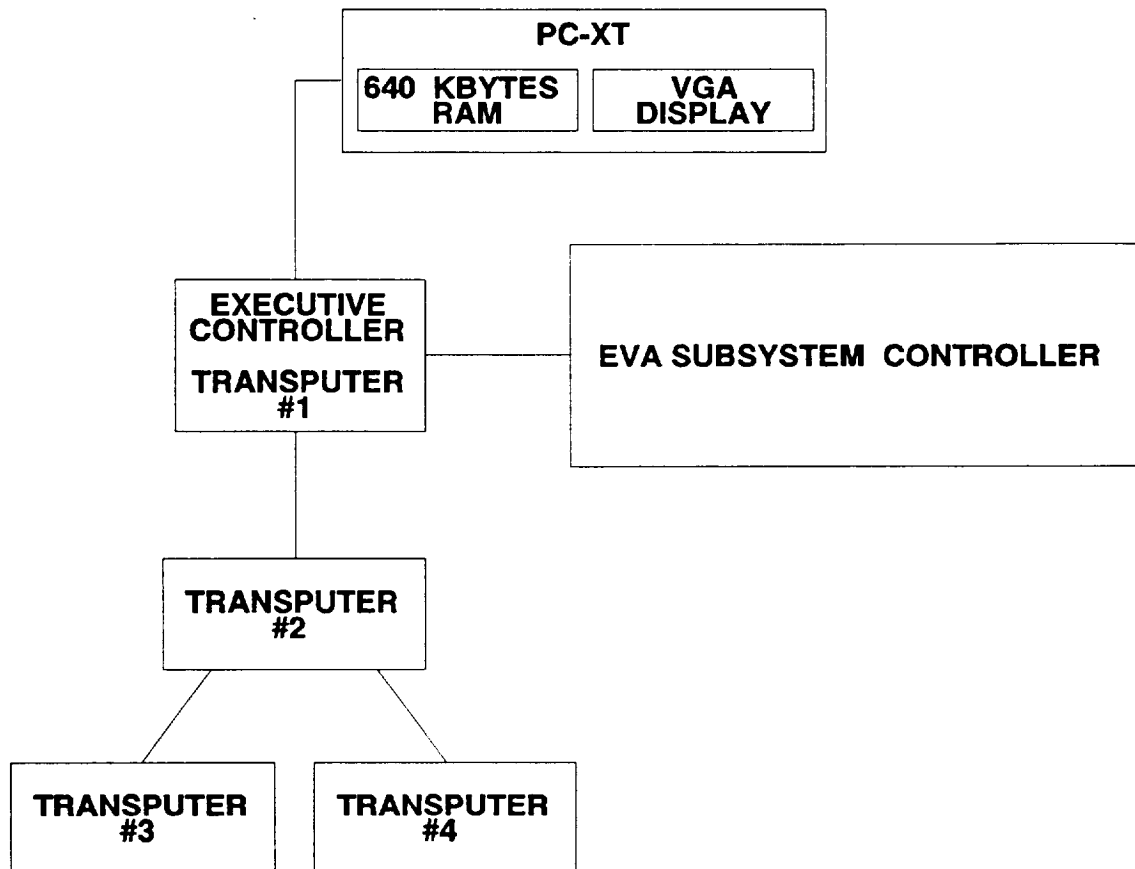 PC-XT
640 KBYTES
RAM
VGA
DISPLAY
EXECUTIVE
CONTROLLER
TRANSPUTER
#1
EVA SUBSYSTEM CONTROLLER
TRANSPUTER
#2
TRANSPUTER
#3
TRANSPUTER
#4